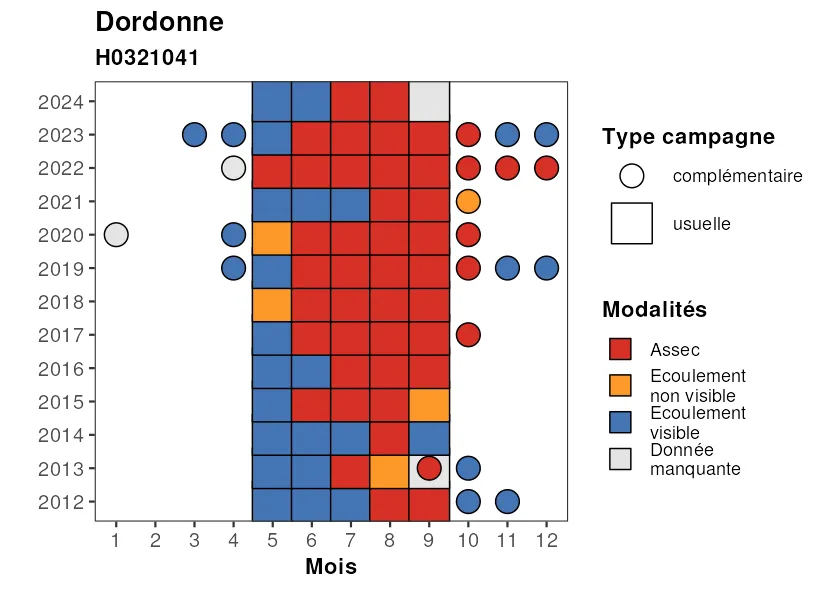 Dordonne
H0321041
2024
2023
2022
2021
2020
2019
2018
2017
2016
2015
2014
2013
2012
1 2 3 4 5 6 7 8 9 10 11 12
Mois
Type campagne
complémentaire
usuelle
Modalités
Assec
Ecoulement
non visible
Ecoulement
visible
Donnée
manquante